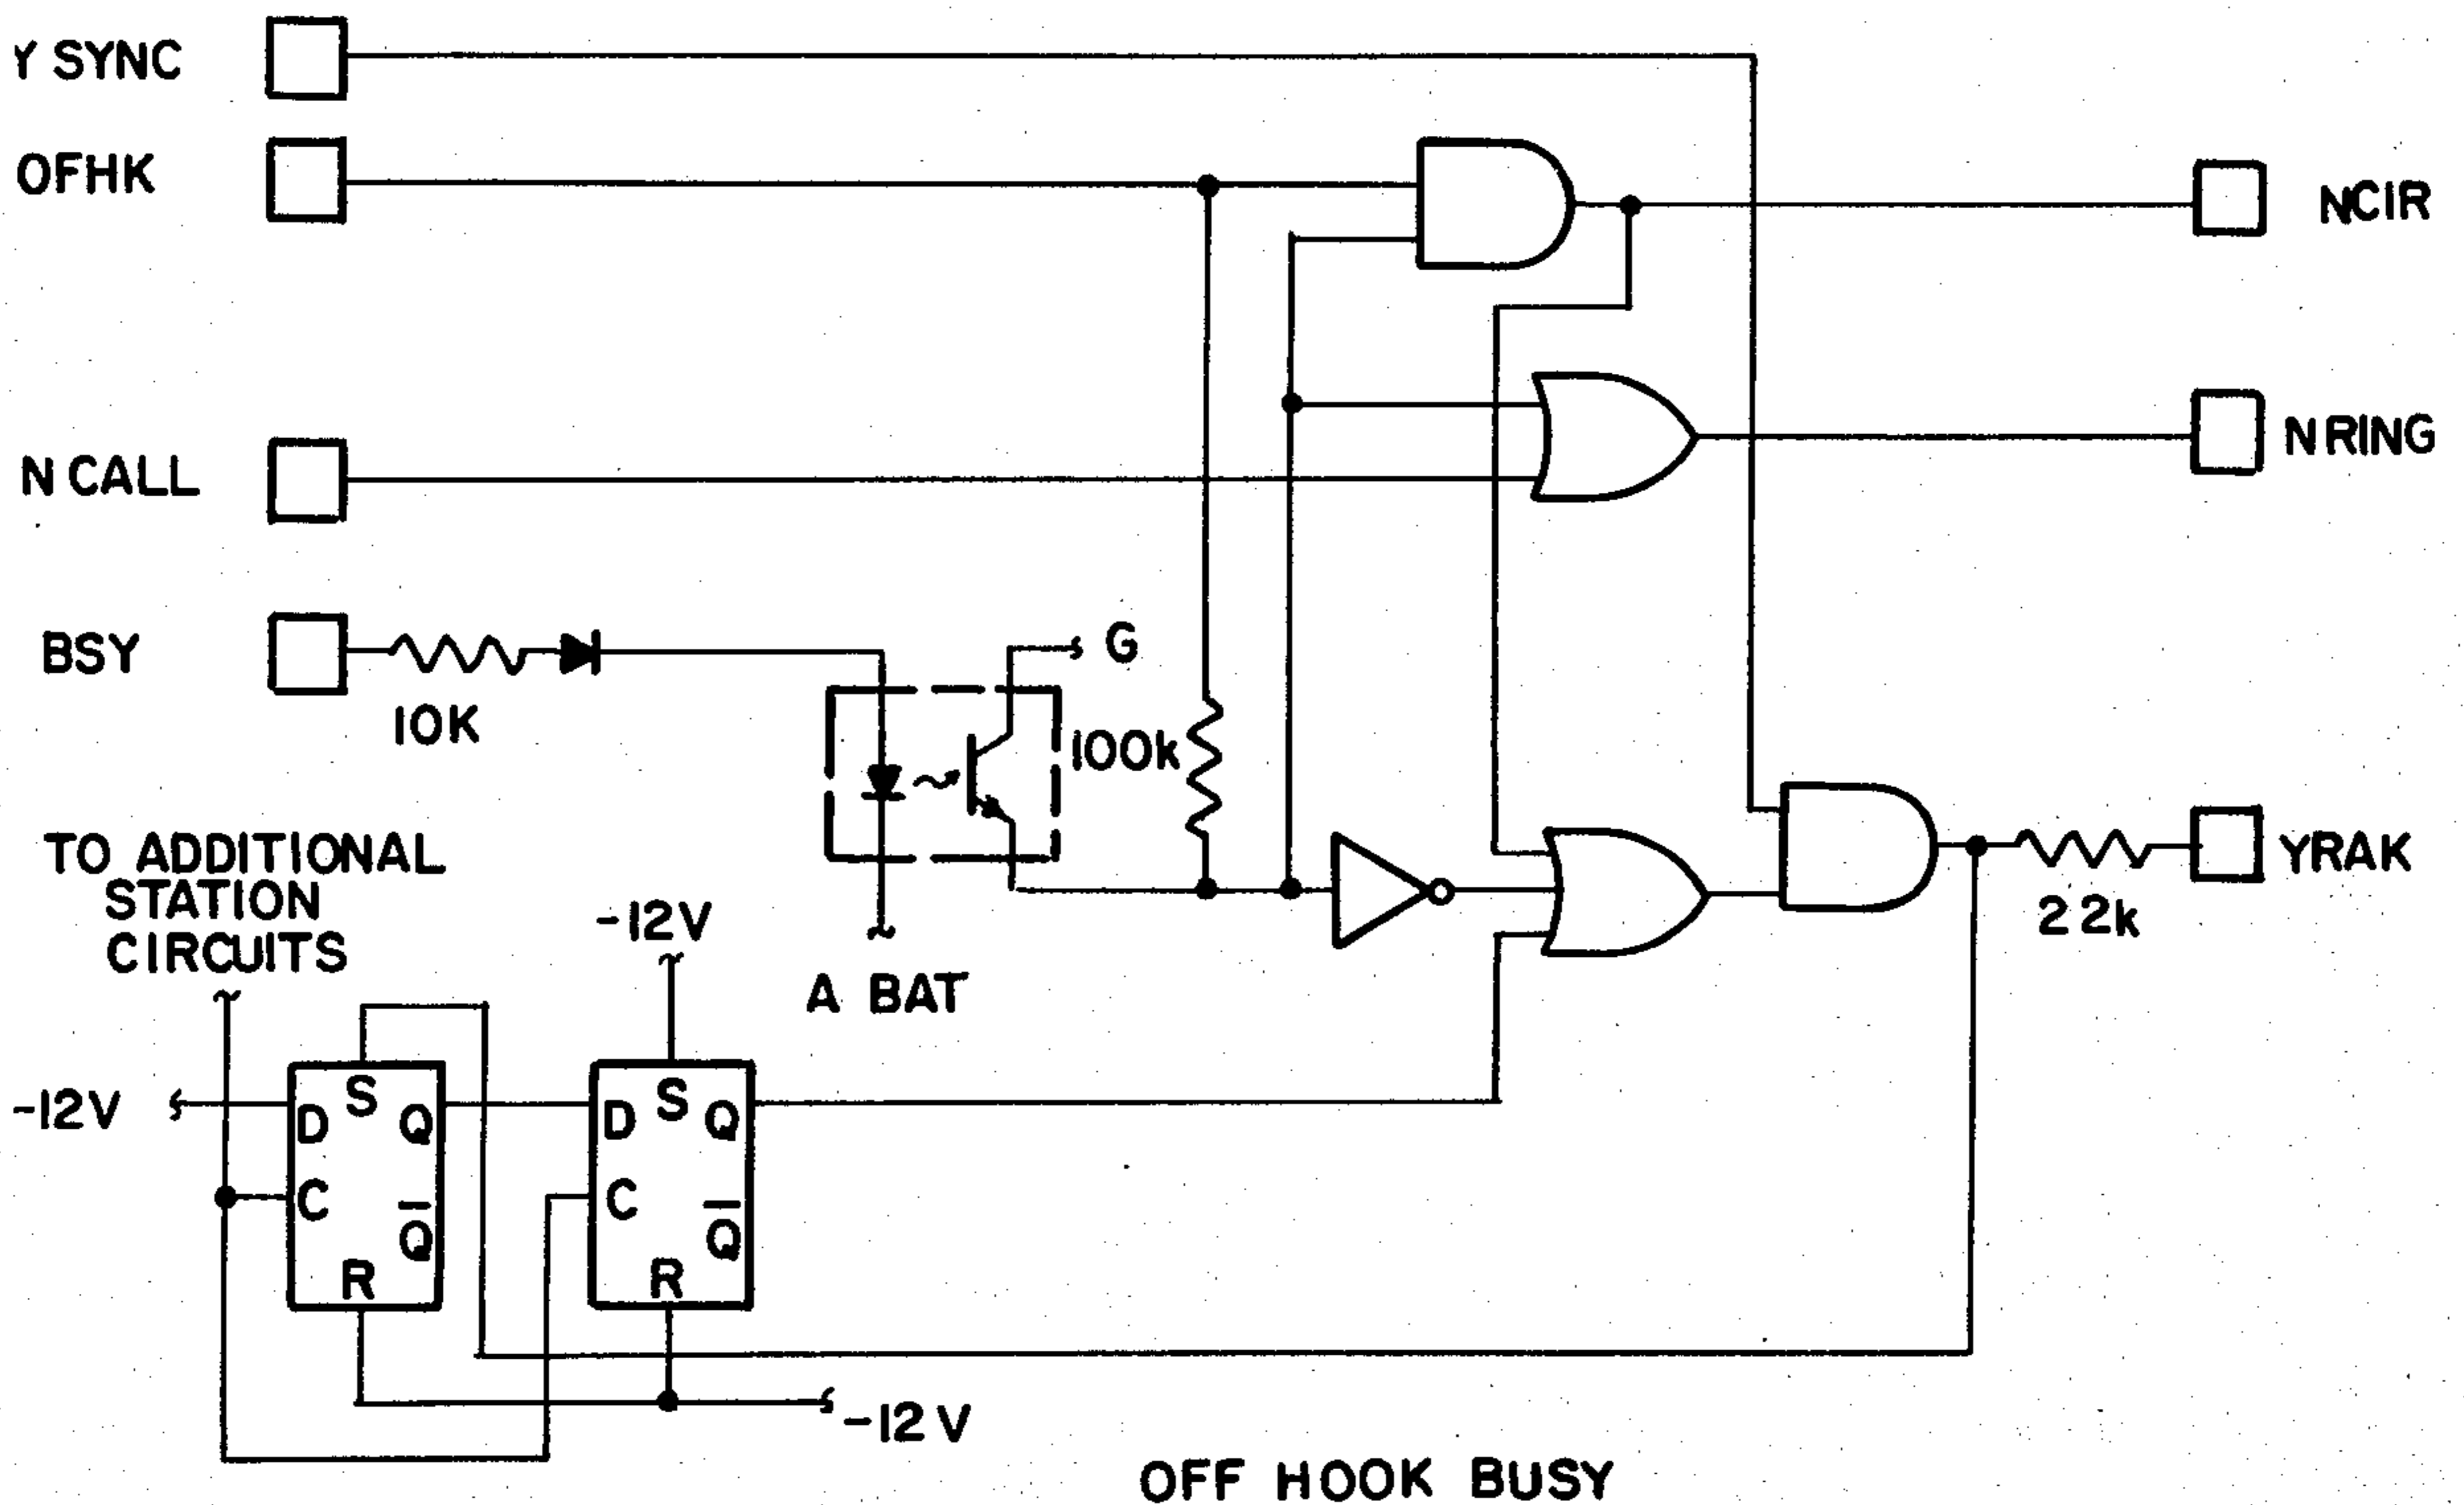 Y SYNC
OFHK
NCIR
N CALL
N RING
BSY
10K
G
100k
TO ADDITIONAL
STATION
CIRCUITS
-12V
A BAT
YRAK
22k
-12V
D
S
Q
C
Q
R
D
S
Q
C
Q
R
-12V
OFF HOOK BUSY